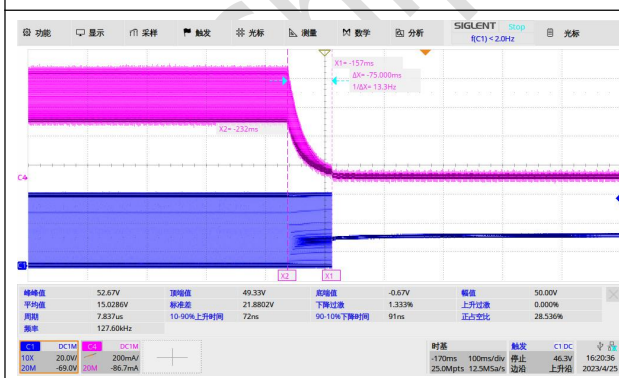 功能 显示 采样 触发 光标 测量 数学 分析 SIGLENT Stop 光标
f(C1) < 2.0Hz
X1= -157ms
ΔX= -75.000ms
1/ΔX= 13.3Hz
X2= -232ms
C4
X2 X1
峰峰值 52.67V 顶端值 49.33V 底端值 -0.67V 幅值 50.00V
平均值 15.0286V 标准差 21.8802V 下降过激 1.333% 上升过激 0.000%
周期 7.837us 10-90%上升时间 72ns 90-10%下降时间 91ns 正占空比 28.536%
频率 127.60kHz
C1 DC1M C4 DC1M 时基 触发 C1 DC
10X 20.0V/ 200mA/ -170ms 100ms/div 停止 46.3V 16:20:36
20M -69.0V 20M -86.7mA 25.0Mpts 12.5MSa/s 边沿 上升沿 2023/4/25